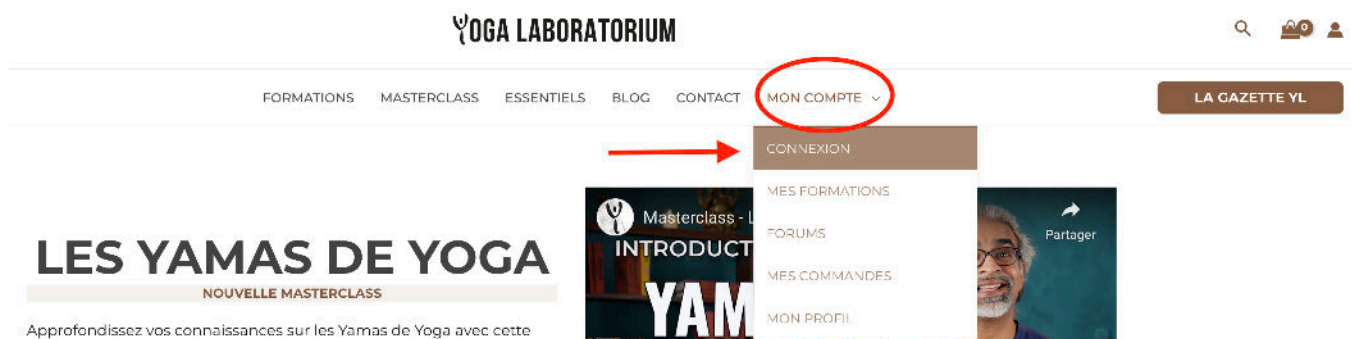 YOGA LABORATORIUM
0
FORMATIONS MASTERCLASS ESSENTIELS BLOG CONTACT MON COMPTE
LA GAZETTE YL
CONNEXION
MES FORMATIONS
FORUMS
MES COMMANDES
MON PROFIL
LES YAMAS DE YOGA
NOUVELLE MASTERCLASS
Approfondissez vos connaissances sur les Yamas de Yoga avec cette
Masterclass - L
Partager
INTRODUCT
YAM